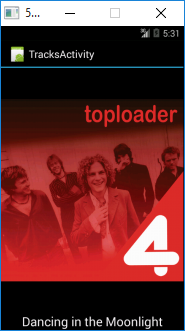 5...
5:31
TracksActivity
toploader
4
Dancing in the Moonlight